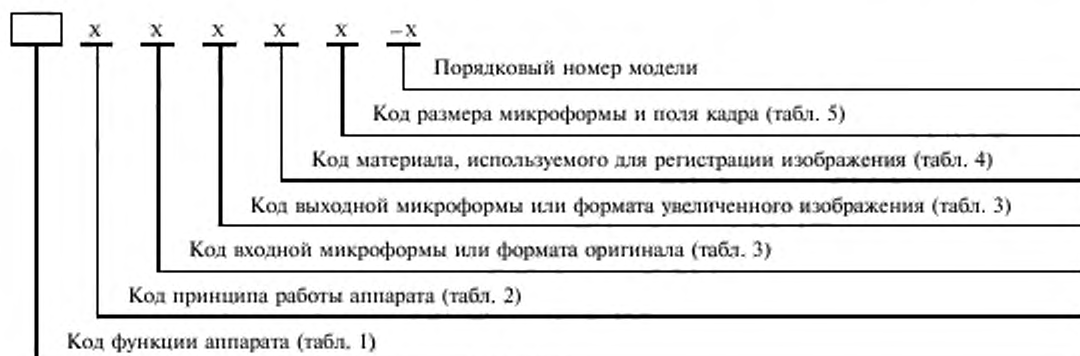 х х х х х –х
Порядковый номер модели
Код размера микроформы и поля кадра (табл. 5)
Код материала, используемого для регистрации изображения (табл. 4)
Код выходной микроформы или формата увеличенного изображения (табл. 3)
Код входной микроформы или формата оригинала (табл. 3)
Код принципа работы аппарата (табл. 2)
Код функции аппарата (табл. 1)